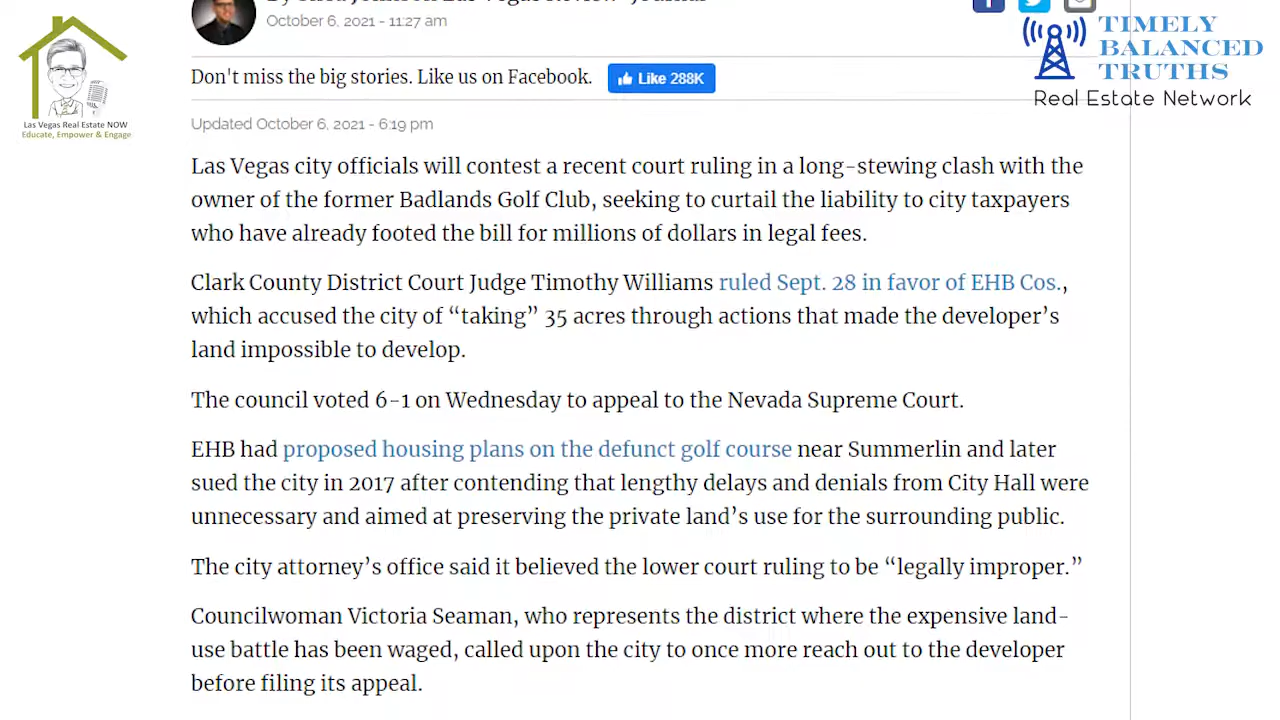 October 6, 2021 - 11:27 am
Don't miss the big stories. Like us on Facebook.
Like 288K
Updated October 6, 2021 - 6:19 pm
Las Vegas city officials will contest a recent court ruling in a long-stewing clash with the
owner of the former Badlands Golf Club, seeking to curtail the liability to city taxpayers
who have already footed the bill for millions of dollars in legal fees.
Clark County District Court Judge Timothy Williams ruled Sept. 28 in favor of EHB Cos.,
which accused the city of “taking” 35 acres through actions that made the developer’s
land impossible to develop.
The council voted 6-1 on Wednesday to appeal to the Nevada Supreme Court.
EHB had proposed housing plans on the defunct golf course near Summerlin and later
sued the city in 2017 after contending that lengthy delays and denials from City Hall were
unnecessary and aimed at preserving the private land’s use for the surrounding public.
The city attorney’s office said it believed the lower court ruling to be “legally improper.”
Councilwoman Victoria Seaman, who represents the district where the expensive land-
use battle has been waged, called upon the city to once more reach out to the developer
before filing its appeal.
Las Vegas Real Estate NOW
Educate, Empower & Engage
TIMELY
BALANCED
TRUTHS
Real Estate Network